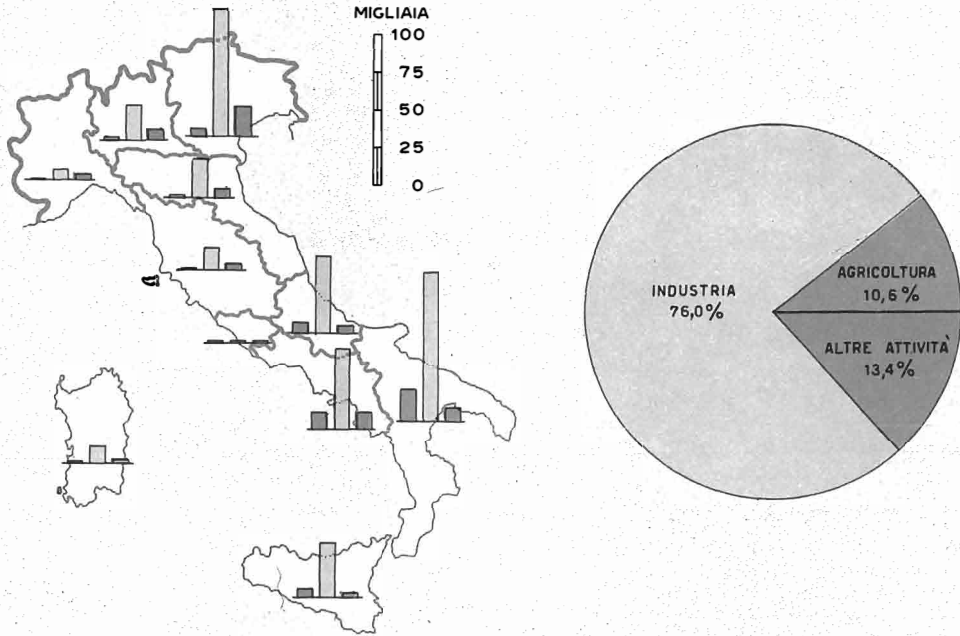 MIGLIAIA
100
75
50
25
0
INDUSTRIA
76,0%
AGRICOLTURA
10,6%
ALTRE ATTIVITÀ
13,4%